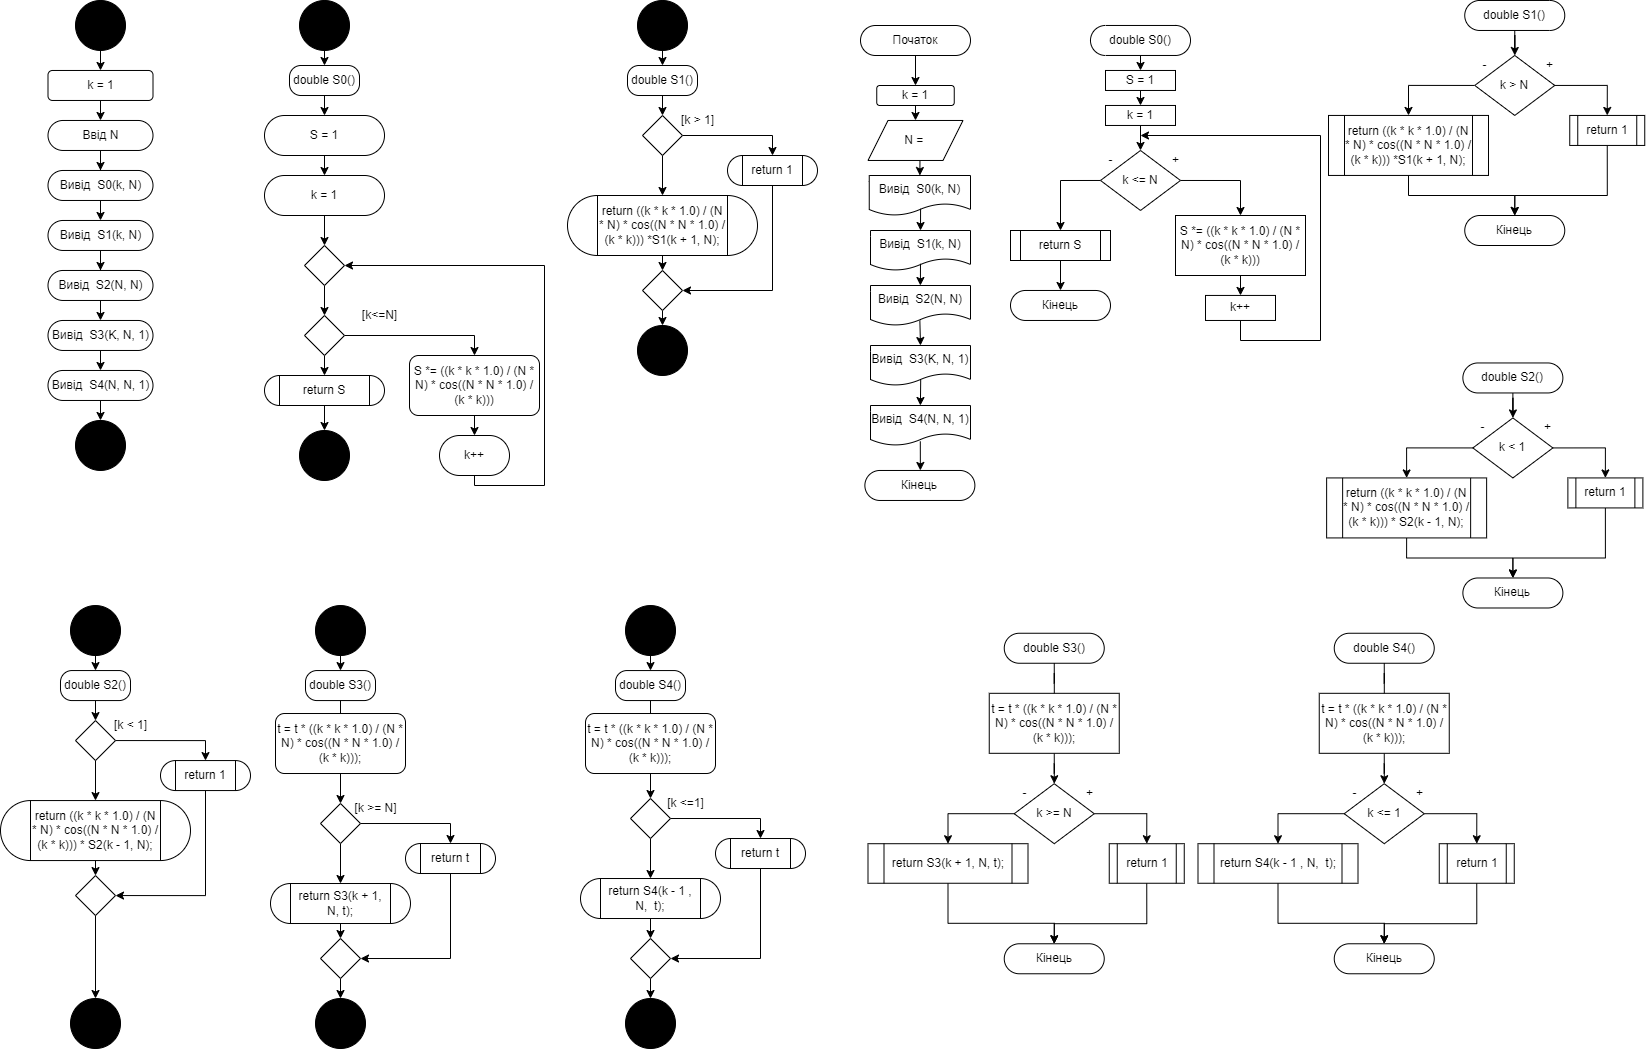 k = 1
Ввід N
Вивід  S0(k, N)
Вивід  S1(k, N)
Вивід  S2(N, N)
Вивід  S3(K, N, 1)
Вивід  S4(N, N, 1)
double S0()
S = 1
k = 1
[k<=N]
return S
S *= ((k * k * 1.0) / (N *
N) * cos((N * N * 1.0) /
(k * k)))
k++
double S1()
[k > 1]
return 1
return ((k * k * 1.0) / (N
* N) * cos((N * N * 1.0) /
(k * k))) *S1(k + 1, N);
Початок
k = 1
N =
Вивід  S0(k, N)
Вивід  S1(k, N)
Вивід  S2(N, N)
Вивід  S3(K, N, 1)
Вивід  S4(N, N, 1)
Кінець
double S0()
S = 1
k = 1
-
+
k <= N
return S
Кінець
S *= ((k * k * 1.0) / (N *
N) * cos((N * N * 1.0) /
(k * k)))
k++
double S1()
-
+
k > N
return ((k * k * 1.0) / (N
* N) * cos((N * N * 1.0) /
(k * k))) *S1(k + 1, N);
return 1
Кінець
double S2()
-
+
k < 1
return ((k * k * 1.0) / (N
* N) * cos((N * N * 1.0) /
(k * k))) * S2(k - 1, N);
return 1
Кінець
double S2()
[k < 1]
return 1
return ((k * k * 1.0) / (N
* N) * cos((N * N * 1.0) /
(k * k))) * S2(k - 1, N);
double S3()
t = t * ((k * k * 1.0) / (N *
N) * cos((N * N * 1.0) /
(k * k)));
[k >= N]
return t
return S3(k + 1,
N, t);
double S4()
t = t * ((k * k * 1.0) / (N *
N) * cos((N * N * 1.0) /
(k * k)));
[k <=1]
return t
return S4(k - 1 ,
N,  t);
double S3()
t = t * ((k * k * 1.0) / (N *
N) * cos((N * N * 1.0) /
(k * k)));
-
+
k >= N
return S3(k + 1, N, t);
return 1
Кінець
double S4()
t = t * ((k * k * 1.0) / (N *
N) * cos((N * N * 1.0) /
(k * k)));
-
+
k <= 1
return S4(k - 1 , N,  t);
return 1
Кінець